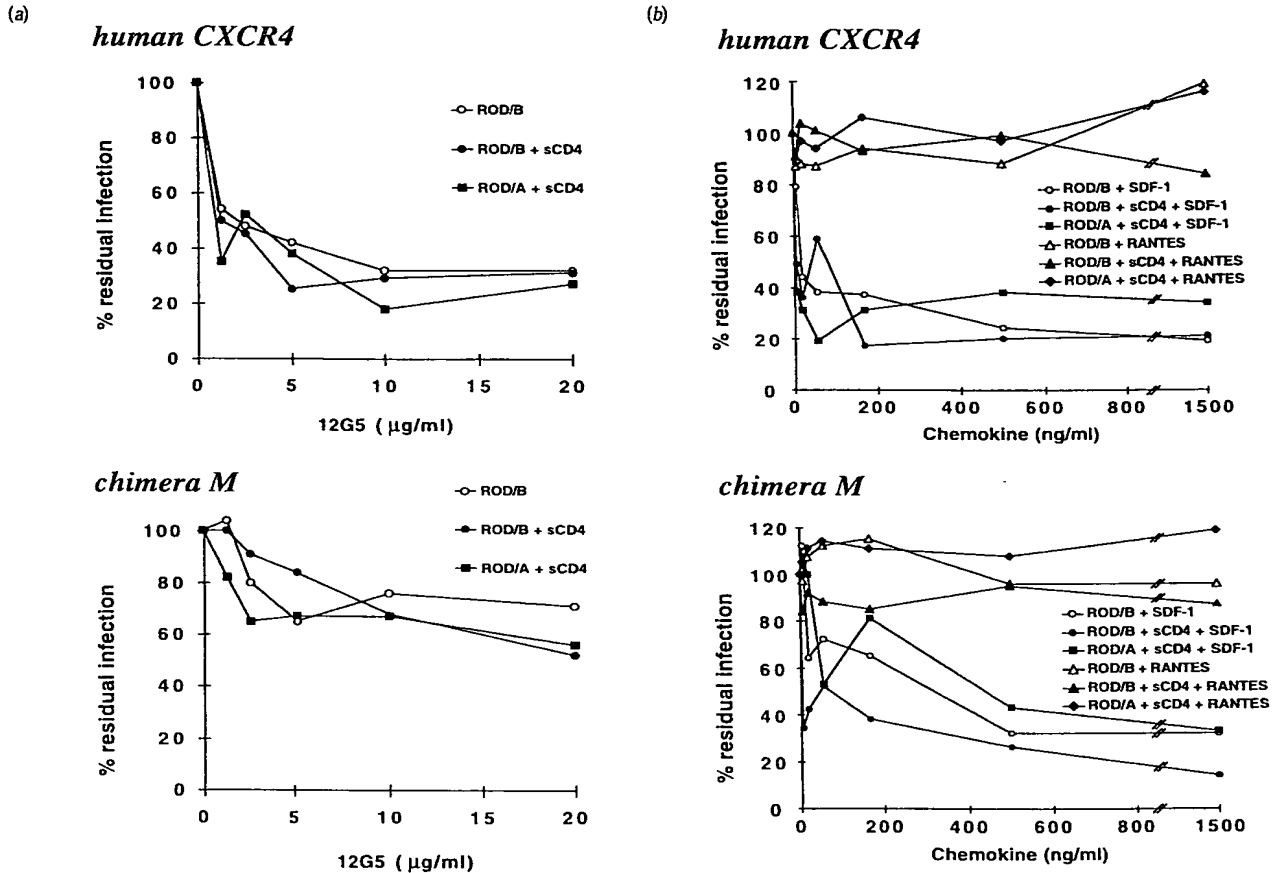 (a)
human CXCR4
100
80
60
40
20
0
% residual infection
ROD/B
ROD/B + sCD4
ROD/A + sCD4
0 5 10 15 20
12G5 ( µg/ml)
chimera M
100
80
60
40
20
0
% residual infection
ROD/B
ROD/B + sCD4
ROD/A + sCD4
0 5 10 15 20
12G5 ( µg/ml)
(b)
human CXCR4
120
100
80
60
40
20
0
% residual infection
ROD/B + SDF-1
ROD/B + sCD4 + SDF-1
ROD/A + sCD4 + SDF-1
ROD/B + RANTES
ROD/B + sCD4 + RANTES
ROD/A + sCD4 + RANTES
0 200 400 600 800 1500
Chemokine (ng/ml)
chimera M
120
100
80
60
40
20
0
% residual infection
ROD/B + SDF-1
ROD/B + sCD4 + SDF-1
ROD/A + sCD4 + SDF-1
ROD/B + RANTES
ROD/B + sCD4 + RANTES
ROD/A + sCD4 + RANTES
0 200 400 600 800 1500
Chemokine (ng/ml)